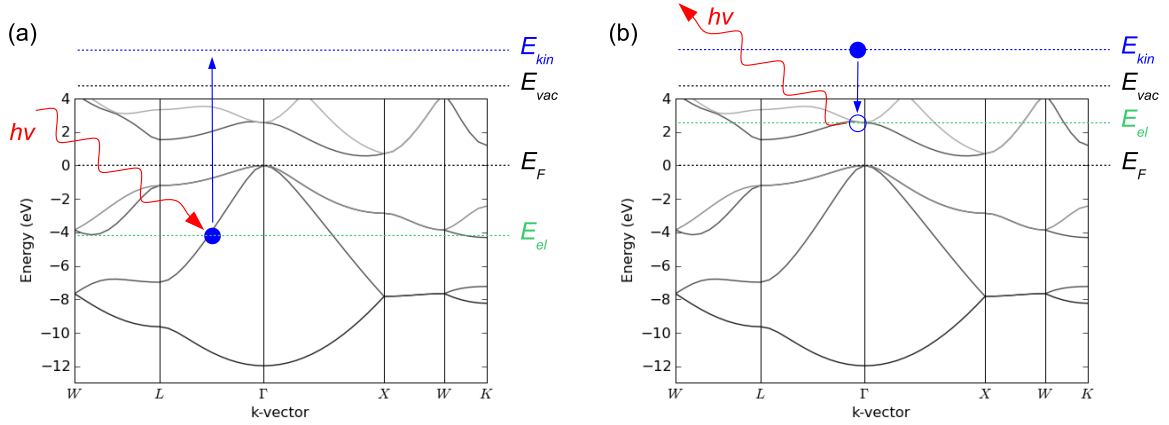 (a)
E_kin
E_vac
hν
E_F
E_el
Energy (eV)
4
2
0
−2
−4
−6
−8
−10
−12
W L Γ X W K
k-vector
(b)
hν
E_kin
E_vac
E_el
E_F
Energy (eV)
4
2
0
−2
−4
−6
−8
−10
−12
W L Γ X W K
k-vector